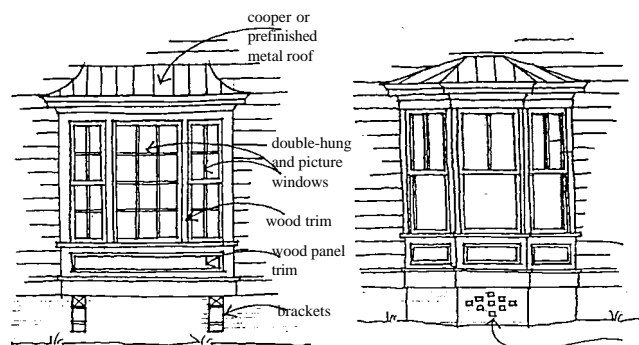 cooper or
prefinished
metal roof
double-hung
and picture
windows
wood trim
wood panel
trim
brackets